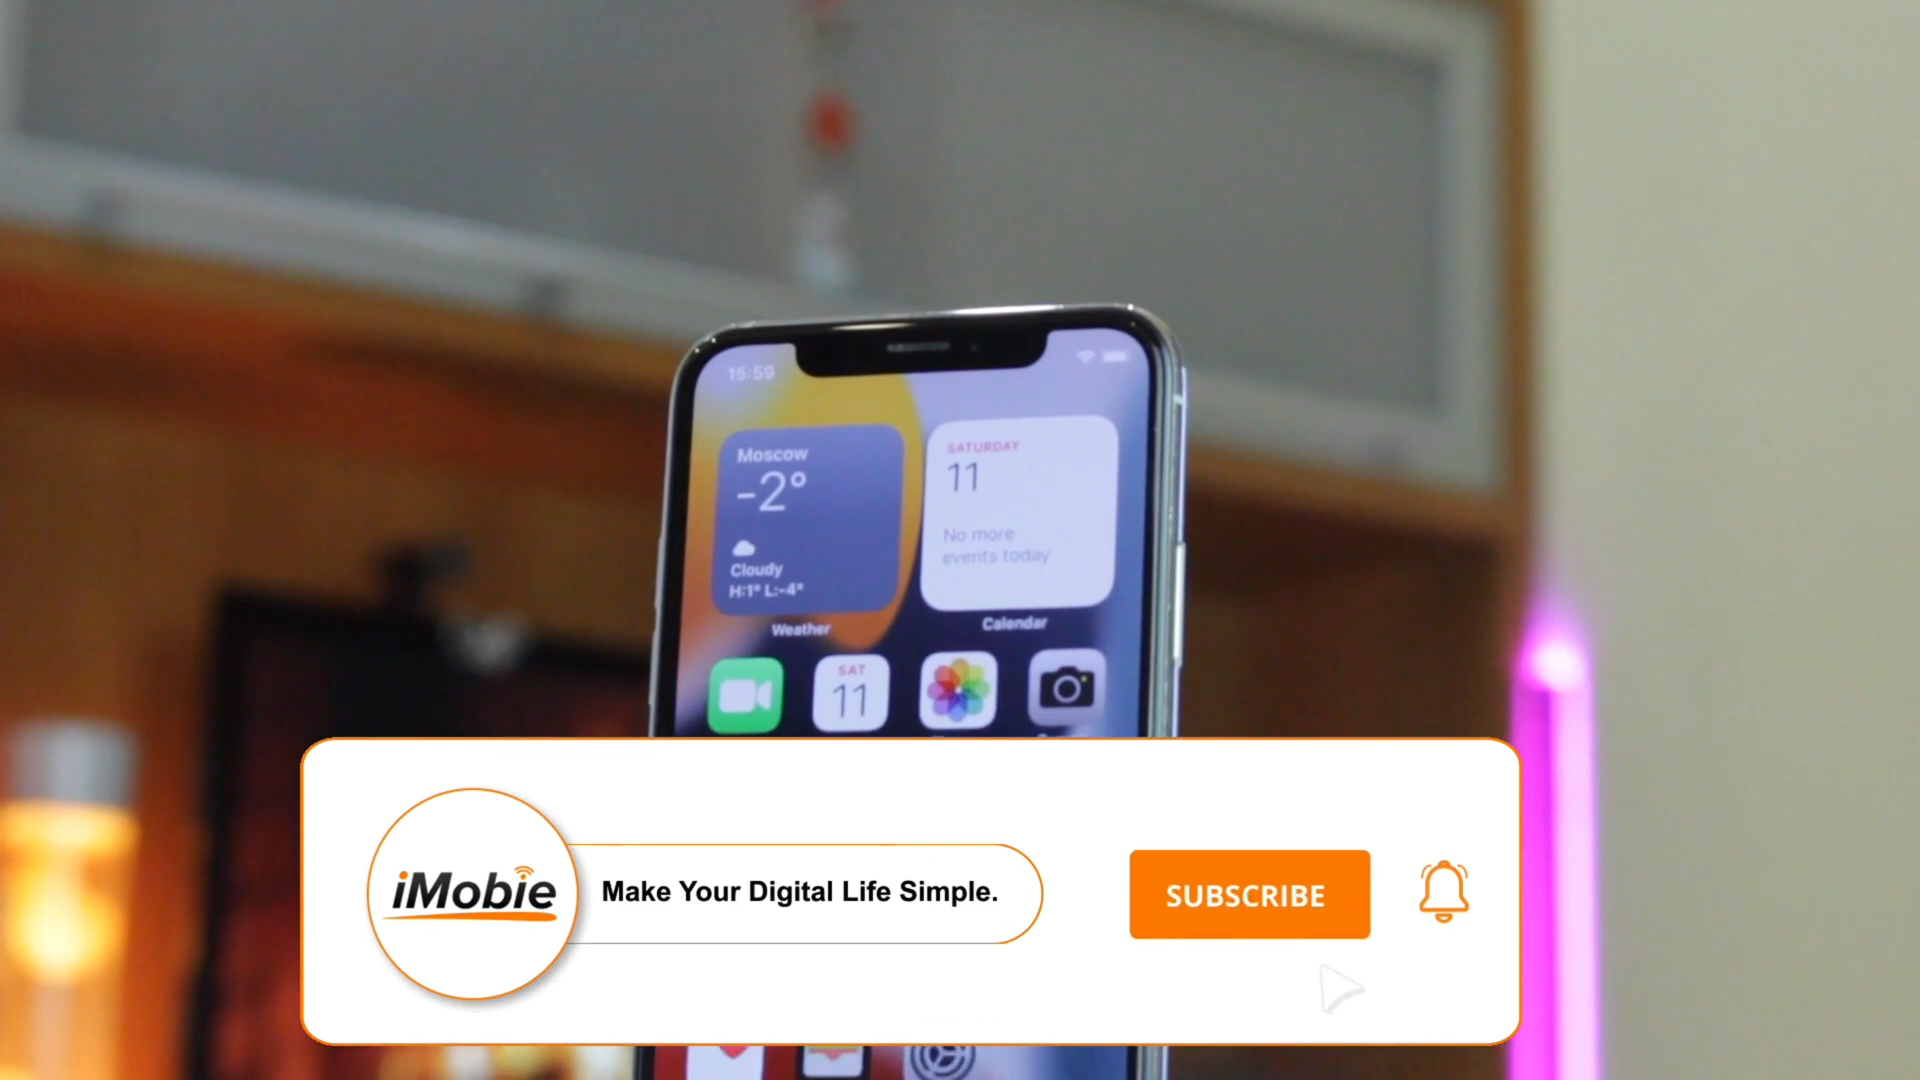 15:59
Moscow
-2°
Cloudy
H:1° L:-4°
Weather
SATURDAY
11
No more
events today
Calendar
SAT
11
iMobie
Make Your Digital Life Simple.
SUBSCRIBE